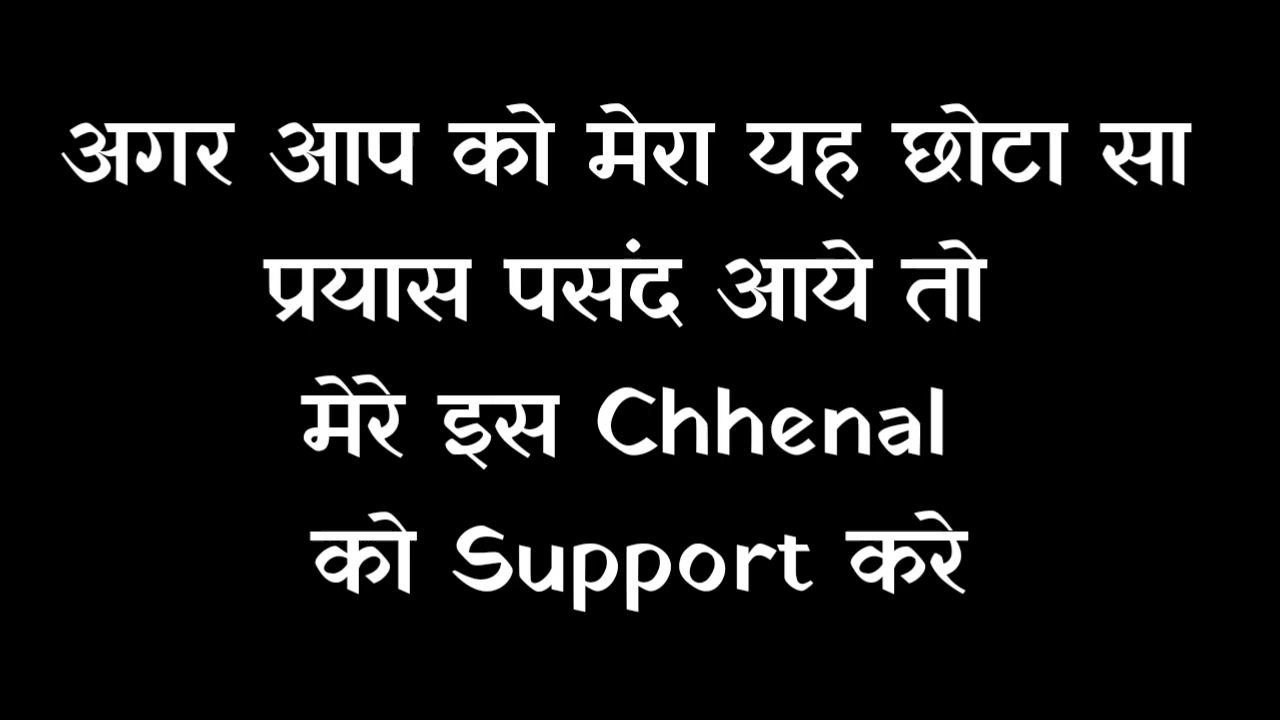 अगर आप को मेरा यह छोटा सा
प्रयास पसंद आये तो
मेरे इस Chhenal
को Support करे